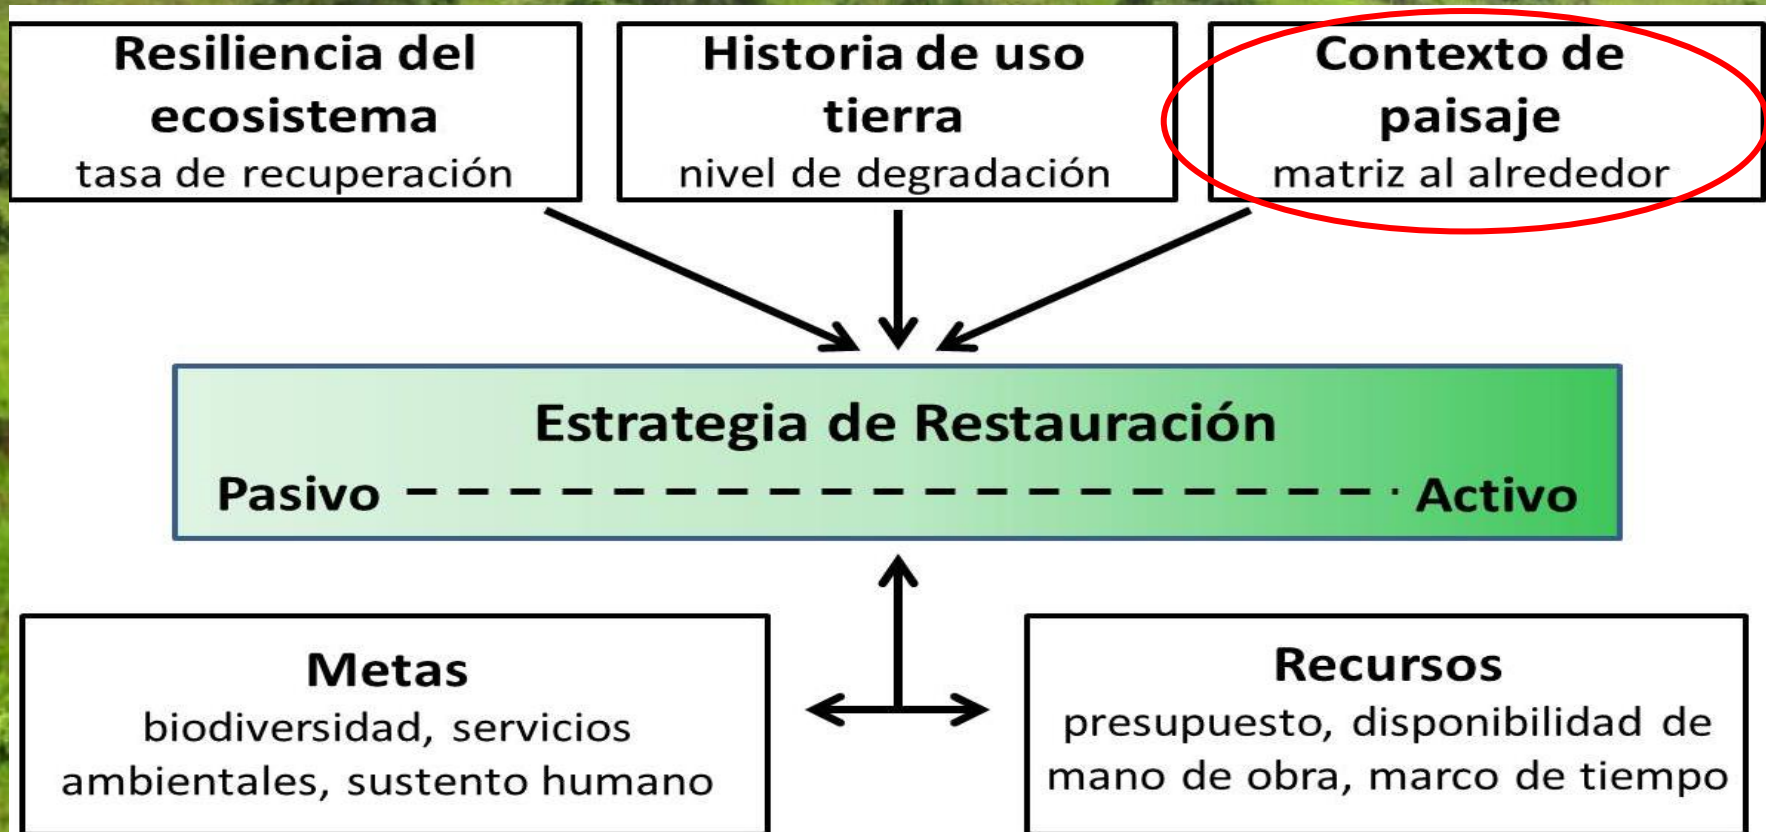 Resiliencia del
ecosistema
tasa de recuperación
Historia de uso
tierra
nivel de degradación
Contexto de
paisaje
matriz al alrededor
Estrategia de Restauración
Pasivo
Activo
Metas
biodiversidad, servicios
ambientales, sustento humano
Recursos
presupuesto, disponibilidad de
mano de obra, marco de tiempo